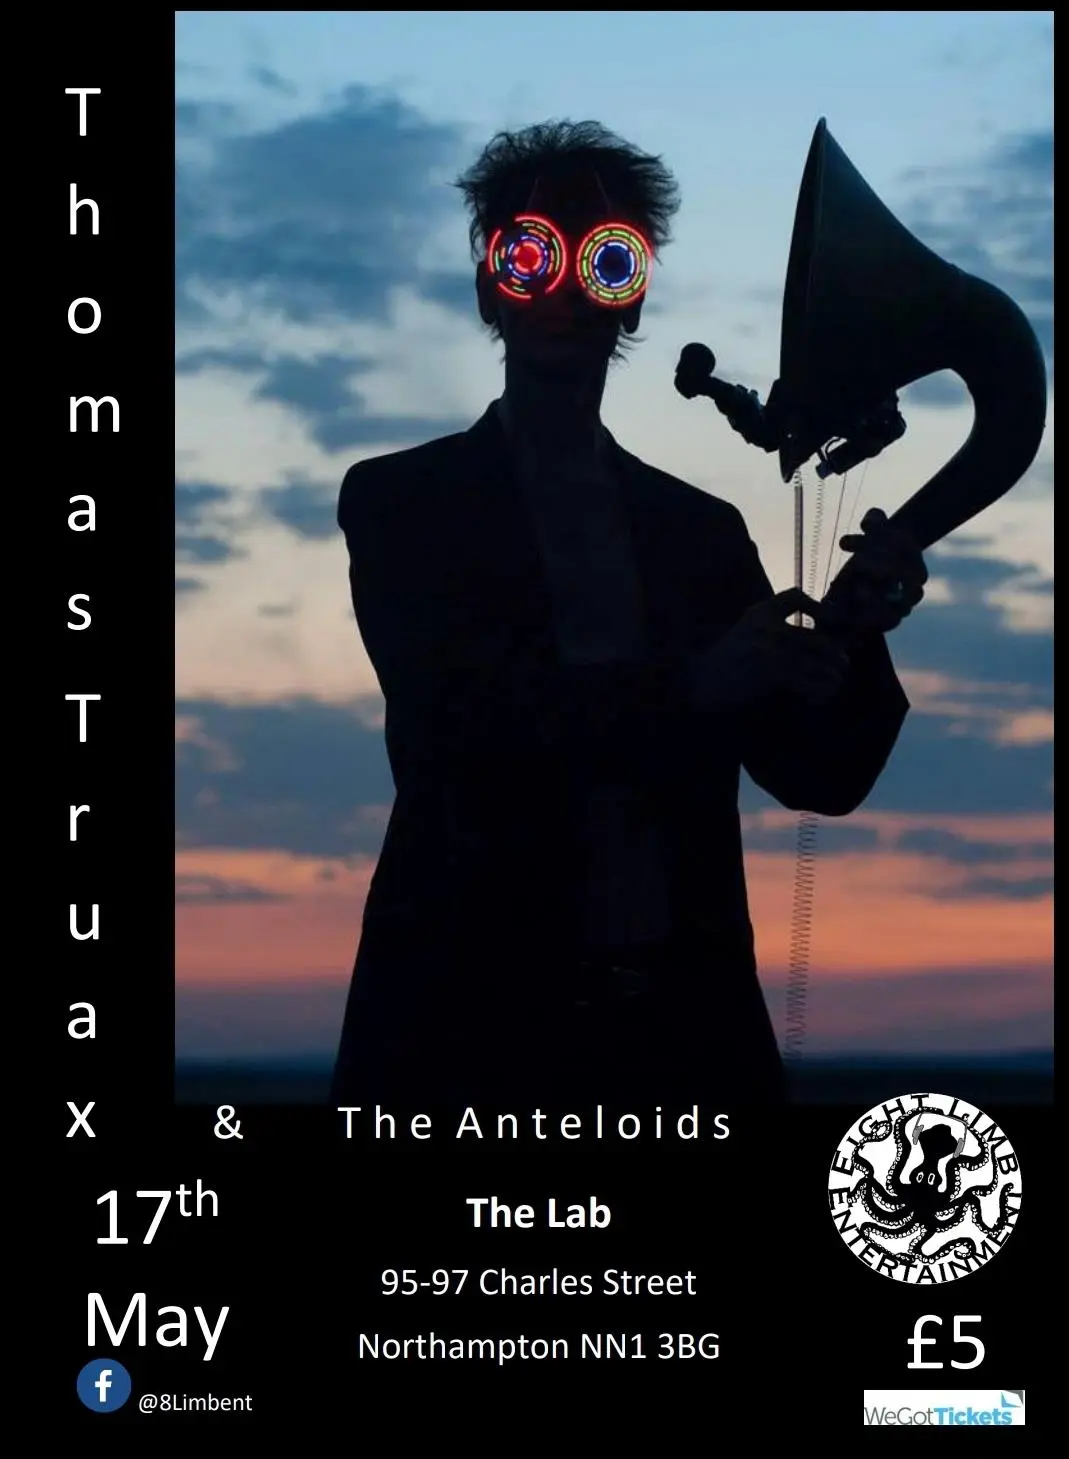 Thomas Truax
& The Anteloids
17th
May
The Lab
95-97 Charles Street
Northampton NN1 3BG
EIGHT LIMB
ENTERTAINMENT
£5
f
@8Limbent
WeGotTickets